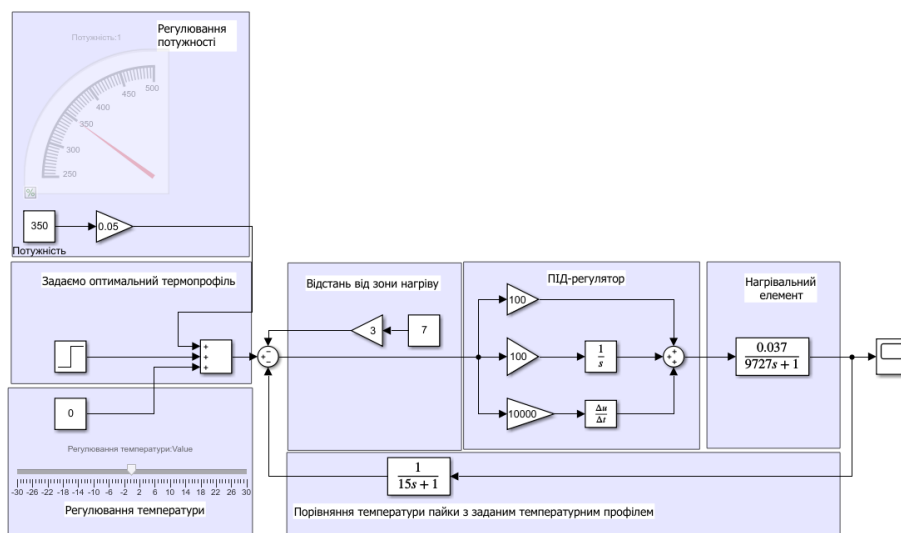 Регулювання
потужності
Потужність:1
250
300
350
400
450
500
%
350
0.05
Потужність
Задаємо оптимальний термопрофіль
+
+
+
0
Регулювання температури:Value
-30 -26 -22 -18 -14 -10 -6 -2 2 6 10 14 18 22 26 30
Регулювання температури
Відстань від зони нагріву
3
7
+
−
−
ПІД-регулятор
100
100
10000
1
s
Δu
Δt
+
+
+
Нагрівальний
елемент
0.037
9727s + 1
1
15s + 1
Порівняння температури пайки з заданим температурним профілем